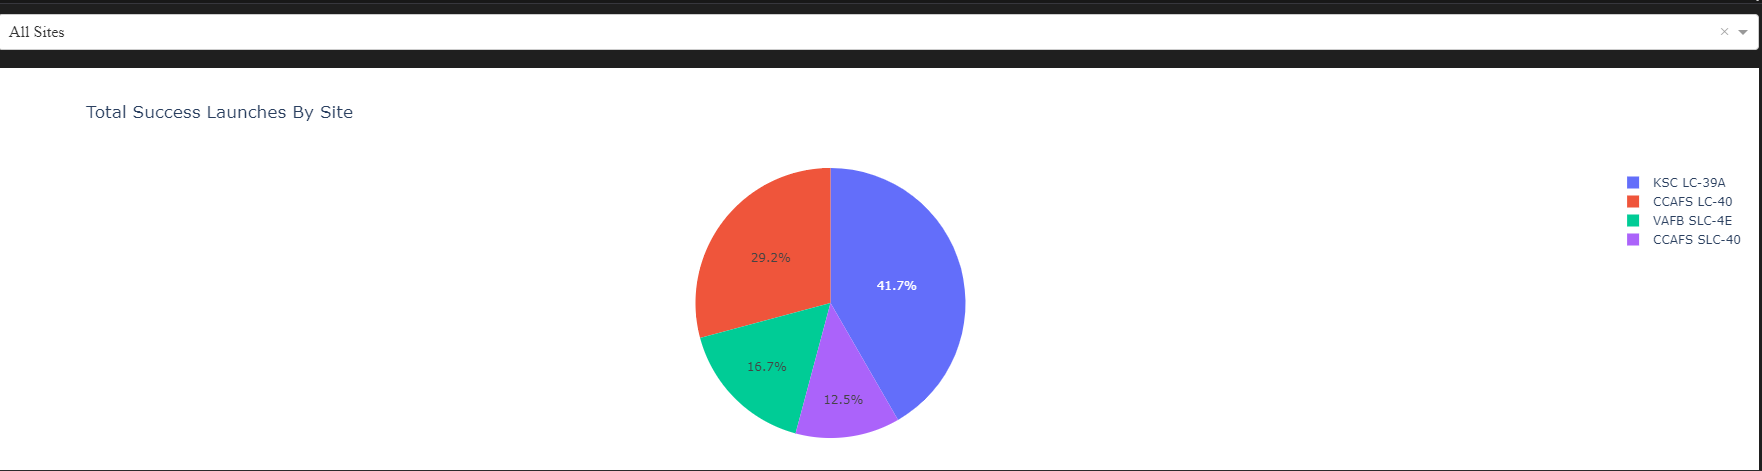 All Sites
×
Total Success Launches By Site
KSC LC-39A
CCAFS LC-40
VAFB SLC-4E
CCAFS SLC-40
29.2%
41.7%
16.7%
12.5%